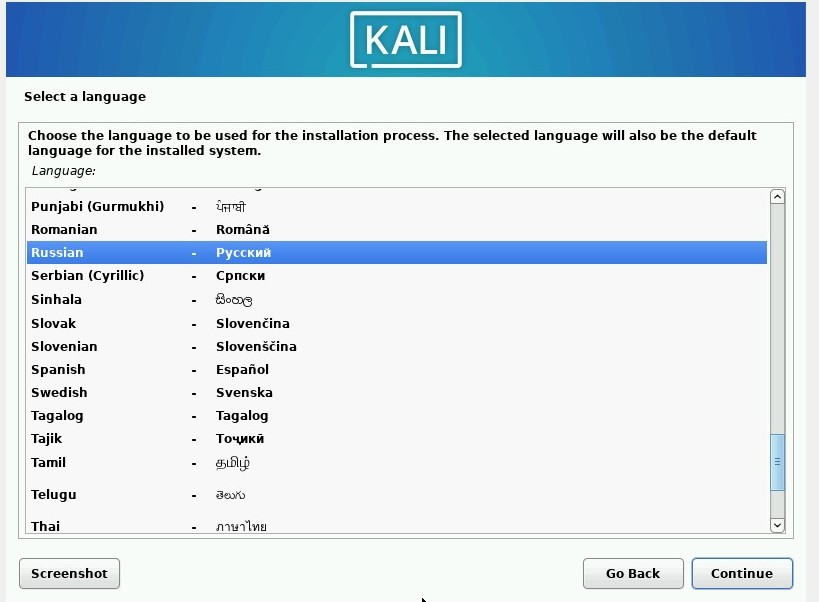 KALI
Select a language
Choose the language to be used for the installation process. The selected language will also be the default
language for the installed system.
Language:
Punjabi (Gurmukhi) - ਪੰਜਾਬੀ
Romanian - Română
Russian - Русский
Serbian (Cyrillic) - Српски
Sinhala - සිංහල
Slovak - Slovenčina
Slovenian - Slovenščina
Spanish - Español
Swedish - Svenska
Tagalog - Tagalog
Tajik - Тоҷикӣ
Tamil - தமிழ்
Telugu - తెలుగు
Thai - ภาษาไทย
Screenshot Go Back Continue